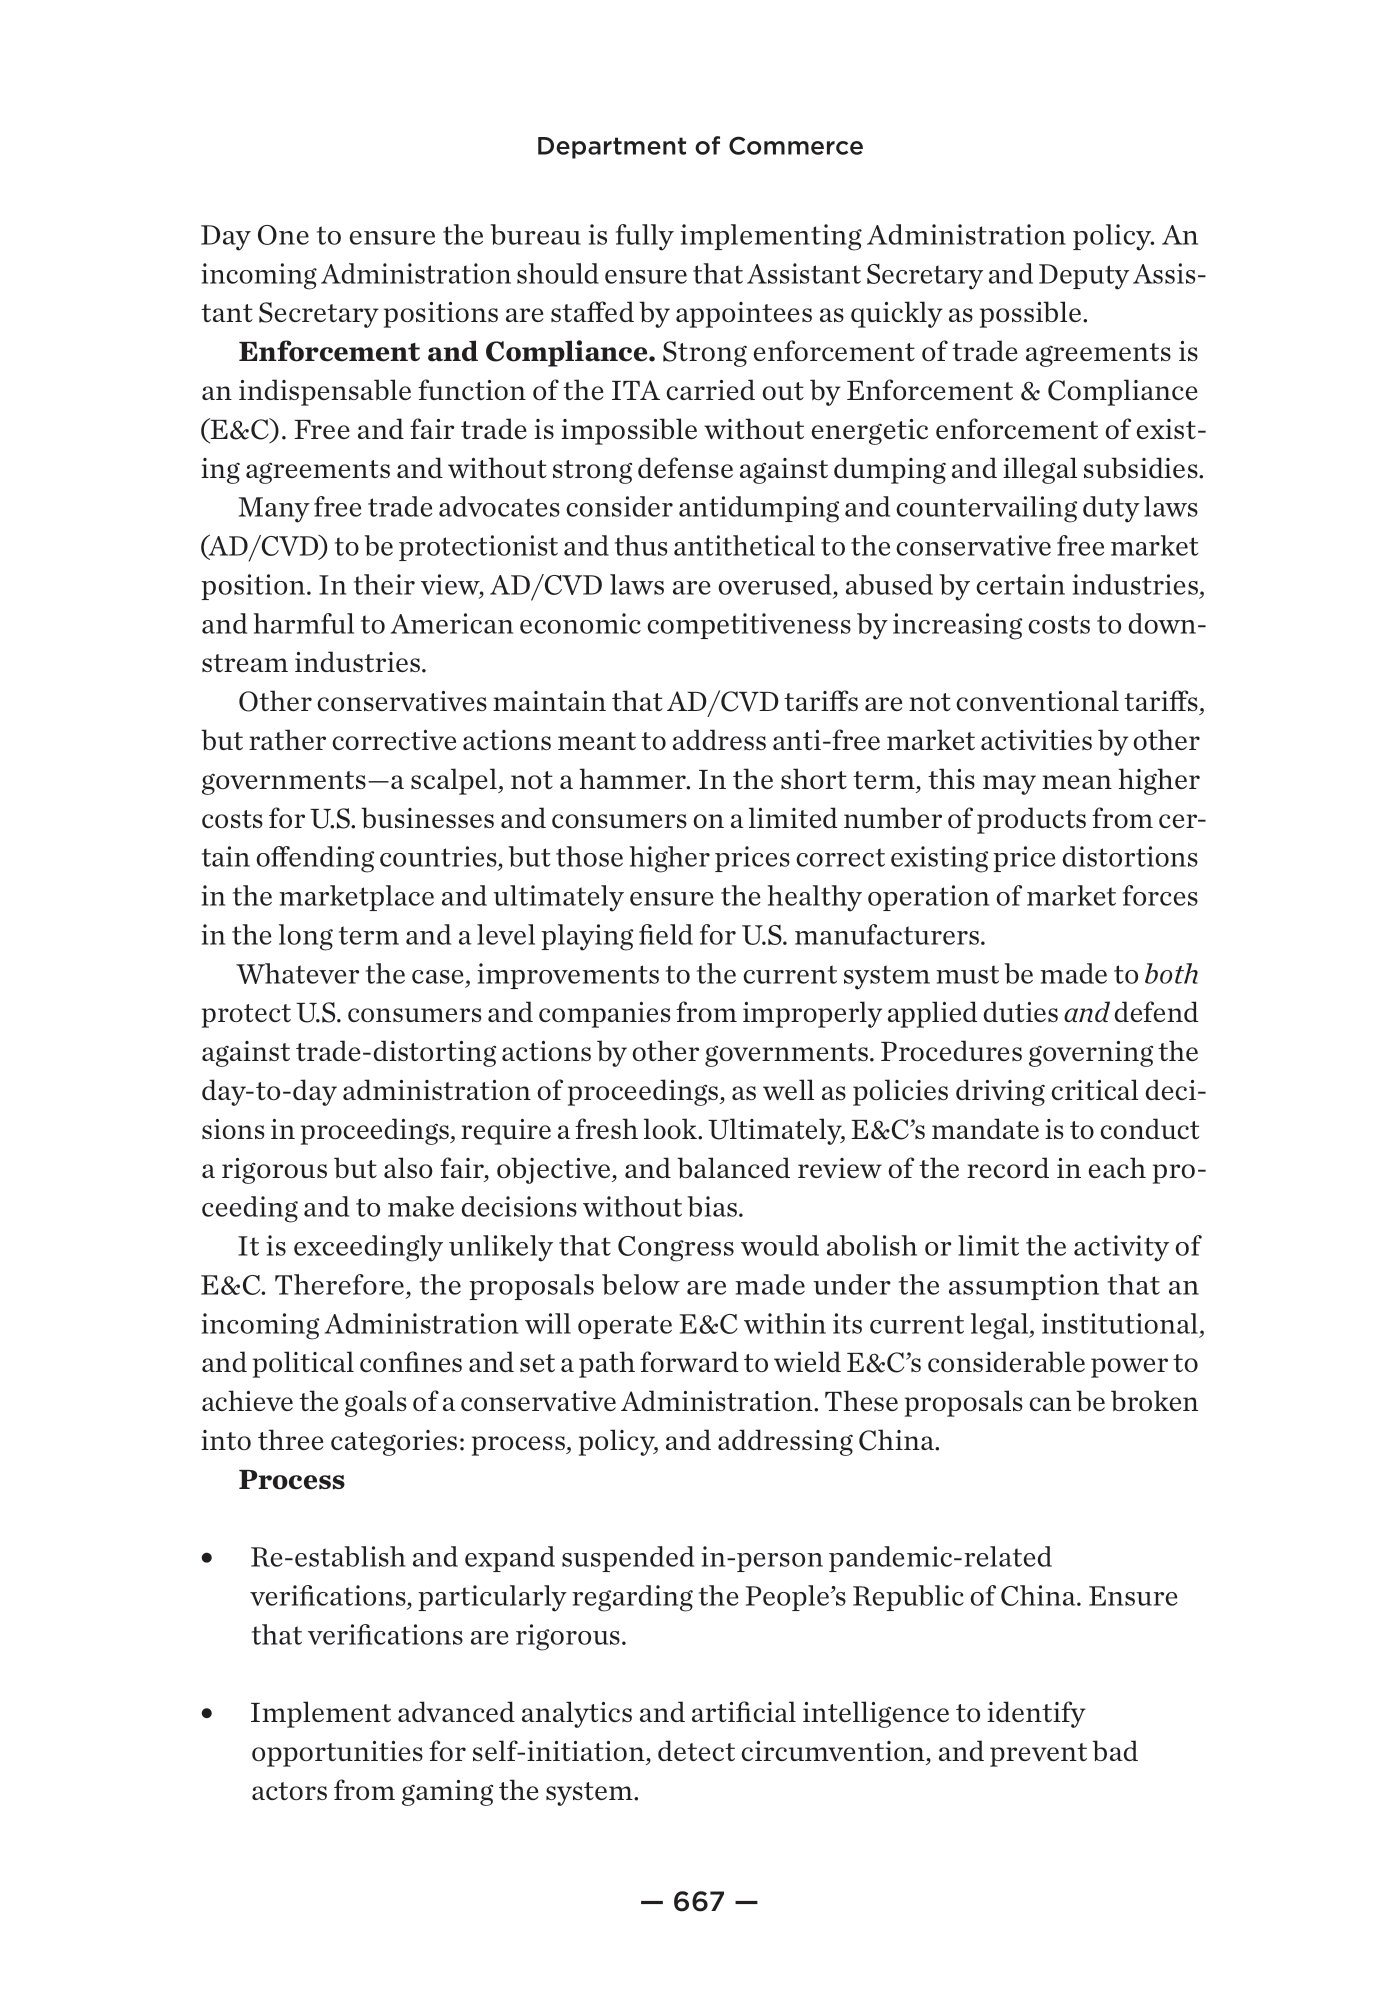 Department of Commerce
Day One to ensure the bureau is fully implementing Administration policy. An
incoming Administration should ensure that Assistant Secretary and Deputy Assis-
tant Secretary positions are staffed by appointees as quickly as possible.
Enforcement and Compliance. Strong enforcement of trade agreements is
an indispensable function of the ITA carried out by Enforcement & Compliance
(E&C). Free and fair trade is impossible without energetic enforcement of exist-
ing agreements and without strong defense against dumping and illegal subsidies.
Many free trade advocates consider antidumping and countervailing duty laws
(AD/CVD) to be protectionist and thus antithetical to the conservative free market
position. In their view, AD/CVD laws are overused, abused by certain industries,
and harmful to American economic competitiveness by increasing costs to down-
stream industries.
Other conservatives maintain that AD/CVD tariffs are not conventional tariffs,
but rather corrective actions meant to address anti-free market activities by other
governments—a scalpel, not a hammer. In the short term, this may mean higher
costs for U.S. businesses and consumers on a limited number of products from cer-
tain offending countries, but those higher prices correct existing price distortions
in the marketplace and ultimately ensure the healthy operation of market forces
in the long term and a level playing field for U.S. manufacturers.
Whatever the case, improvements to the current system must be made to both
protect U.S. consumers and companies from improperly applied duties and defend
against trade-distorting actions by other governments. Procedures governing the
day-to-day administration of proceedings, as well as policies driving critical deci-
sions in proceedings, require a fresh look. Ultimately, E&C’s mandate is to conduct
a rigorous but also fair, objective, and balanced review of the record in each pro-
ceeding and to make decisions without bias.
It is exceedingly unlikely that Congress would abolish or limit the activity of
E&C. Therefore, the proposals below are made under the assumption that an
incoming Administration will operate E&C within its current legal, institutional,
and political confines and set a path forward to wield E&C’s considerable power to
achieve the goals of a conservative Administration. These proposals can be broken
into three categories: process, policy, and addressing China.
Process
• Re-establish and expand suspended in-person pandemic-related
verifications, particularly regarding the People’s Republic of China. Ensure
that verifications are rigorous.
• Implement advanced analytics and artificial intelligence to identify
opportunities for self-initiation, detect circumvention, and prevent bad
actors from gaming the system.
— 667 —